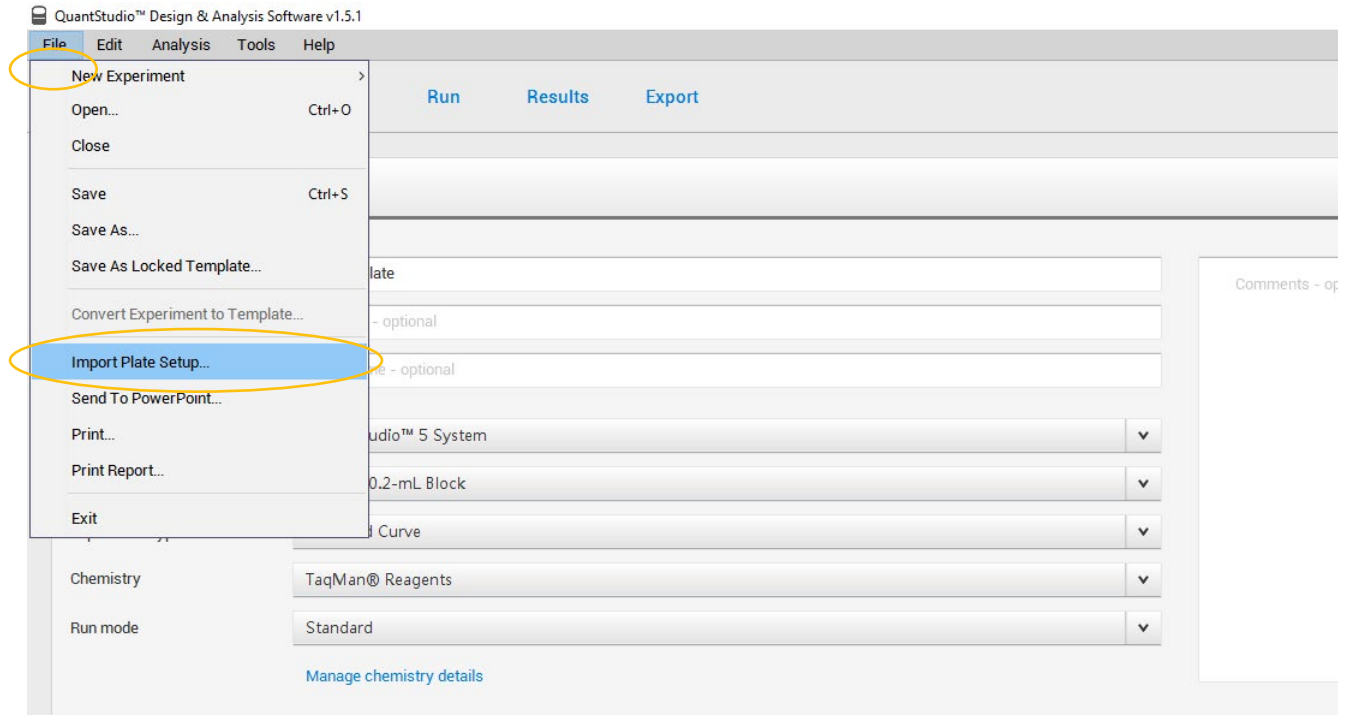 QuantStudio™ Design & Analysis Software v1.5.1
File Edit Analysis Tools Help
New Experiment
Run Results Export
Open... Ctrl+O
Close
Save Ctrl+S
Save As...
Save As Locked Template...
late
Comments - op
Convert Experiment to Template...
- optional
Import Plate Setup...
- optional
Send To PowerPoint...
Print...
udio™ 5 System
Print Report...
0.2-mL Block
Exit
Curve
Chemistry TaqMan® Reagents
Run mode Standard
Manage chemistry details